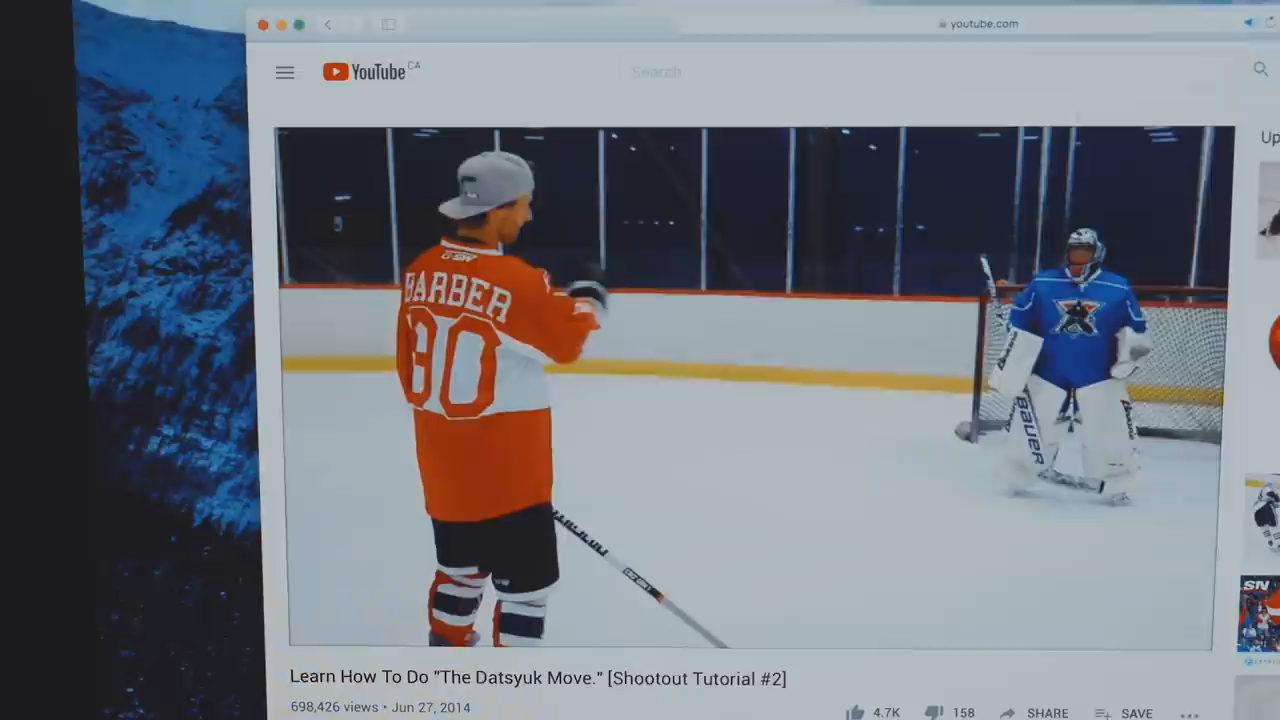 youtube.com
YouTube CA
Search
Up
BARBER
80
BAUER
SN
Learn How To Do "The Datsyuk Move." [Shootout Tutorial #2]
698,426 views • Jun 27, 2014
4.7K
158
SHARE
SAVE